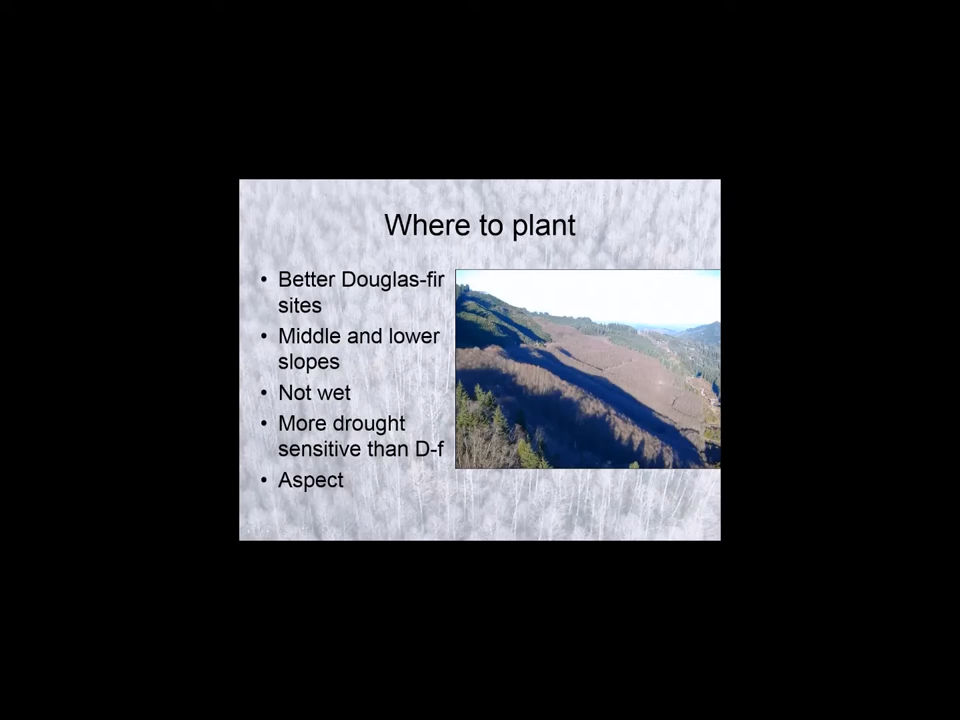 Where to plant
• Better Douglas-fir
sites
• Middle and lower
slopes
• Not wet
• More drought
sensitive than D-f
• Aspect